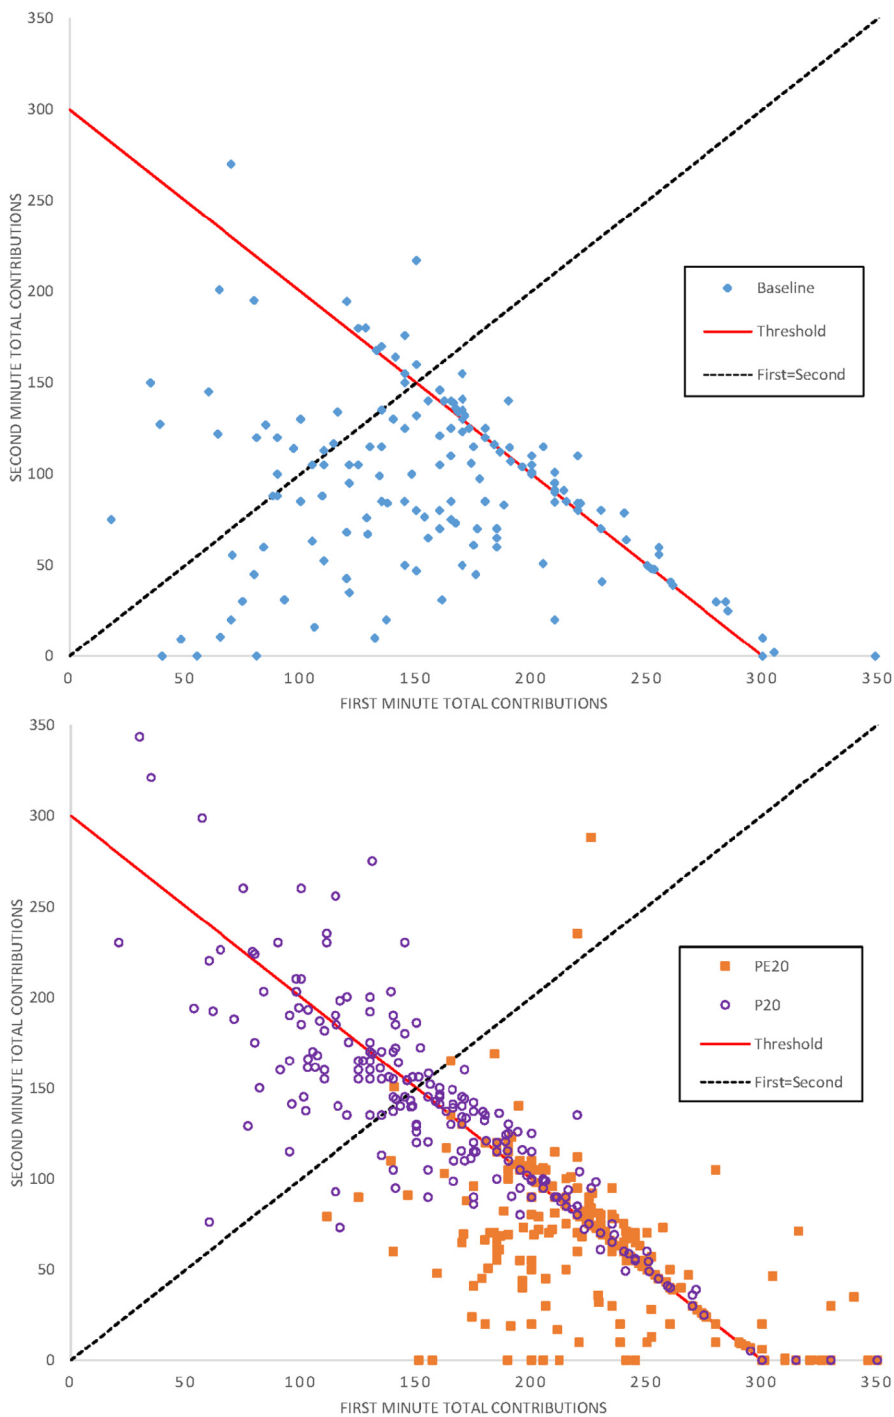 350
300
250
200
150
100
50
0
SECOND MINUTE TOTAL CONTRIBUTIONS
Baseline
Threshold
First=Second
0 50 100 150 200 250 300 350
FIRST MINUTE TOTAL CONTRIBUTIONS
350
300
250
200
150
100
50
0
SECOND MINUTE TOTAL CONTRIBUTIONS
PE20
P20
Threshold
First=Second
0 50 100 150 200 250 300 350
FIRST MINUTE TOTAL CONTRIBUTIONS